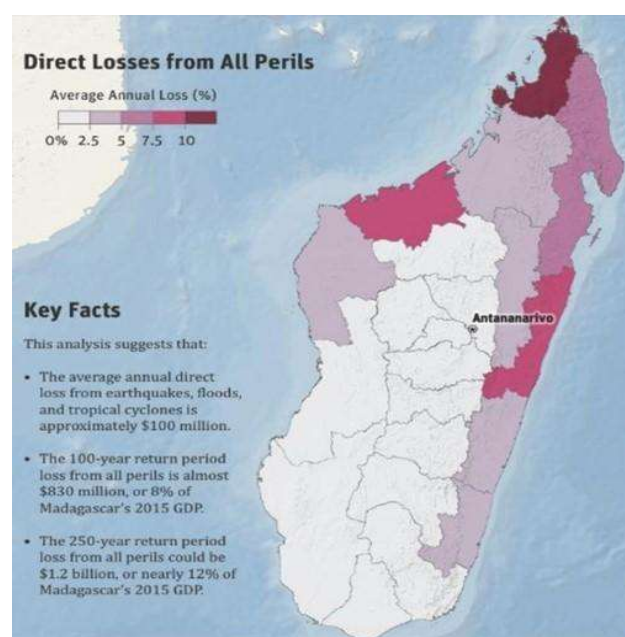 Direct Losses from All Perils
Average Annual Loss (%)
0% 2.5 5 7.5 10
Antananarivo
Key Facts
This analysis suggests that:
• The average annual direct
loss from earthquakes, floods,
and tropical cyclones is
approximately $100 million.
• The 100-year return period
loss from all perils is almost
$830 million, or 8% of
Madagascar's 2015 GDP.
• The 250-year return period
loss from all perils could be
$1.2 billion, or nearly 12% of
Madagascar's 2015 GDP.